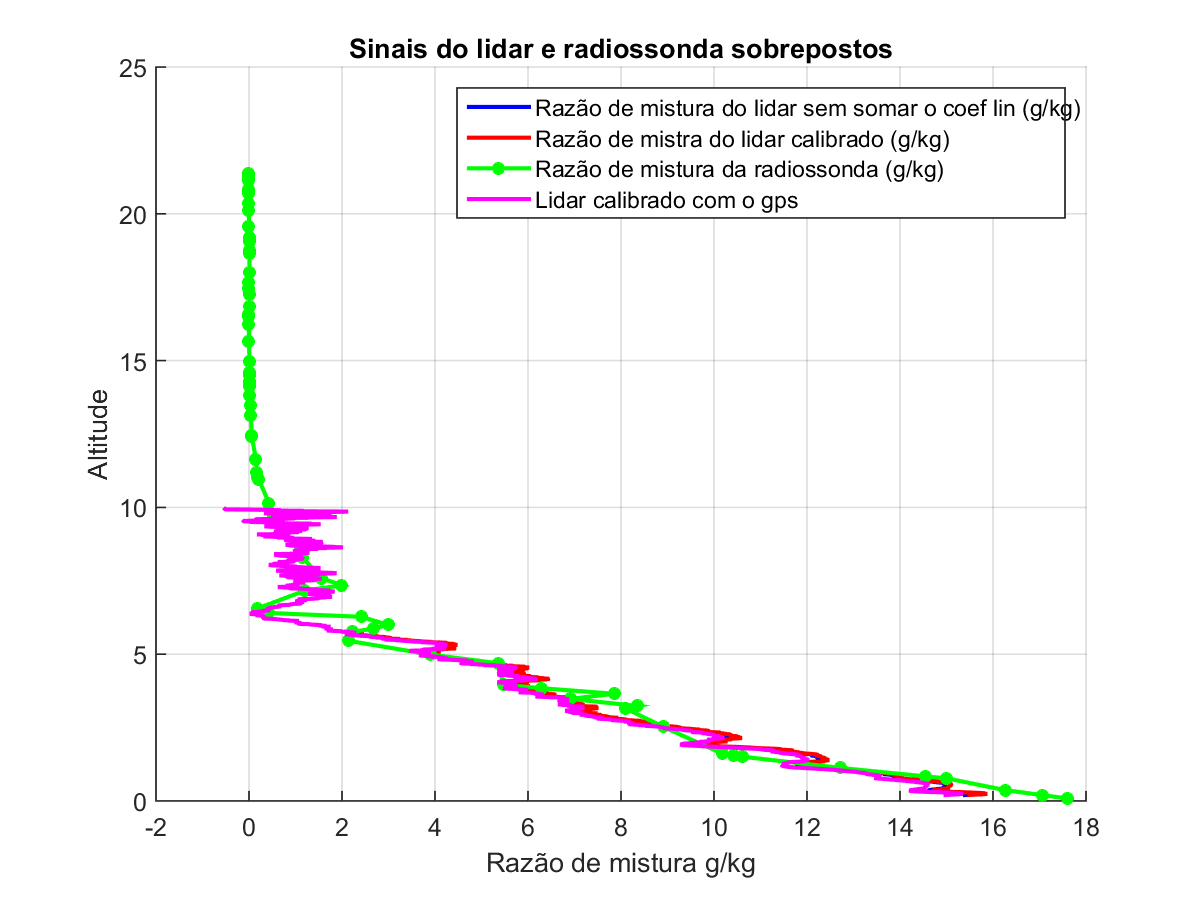 Sinais do lidar e radiossonda sobrepostos
25
Razão de mistura do lidar sem somar o coef lin (g/kg)
Razão de mistra do lidar calibrado (g/kg)
Razão de mistura da radiossonda (g/kg)
Lidar calibrado com o gps
20
15
Altitude
10
5
0
-2 0 2 4 6 8 10 12 14 16 18
Razão de mistura g/kg